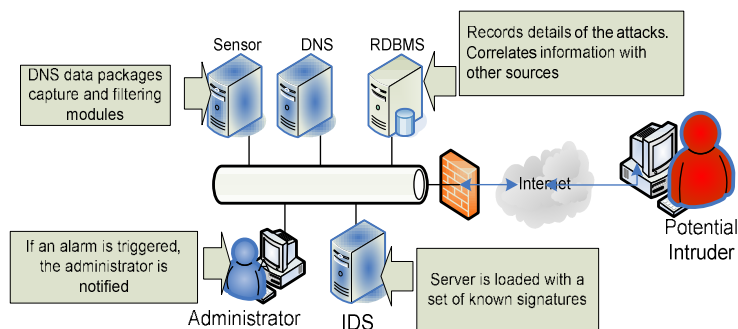 Sensor
DNS
RDBMS
Records details of the attacks.
Correlates information with
other sources
DNS data packages
capture and filtering
modules
Internet
Potential
Intruder
If an alarm is triggered,
the administrator is
notified
Server is loaded with a
set of known signatures
Administrator
IDS